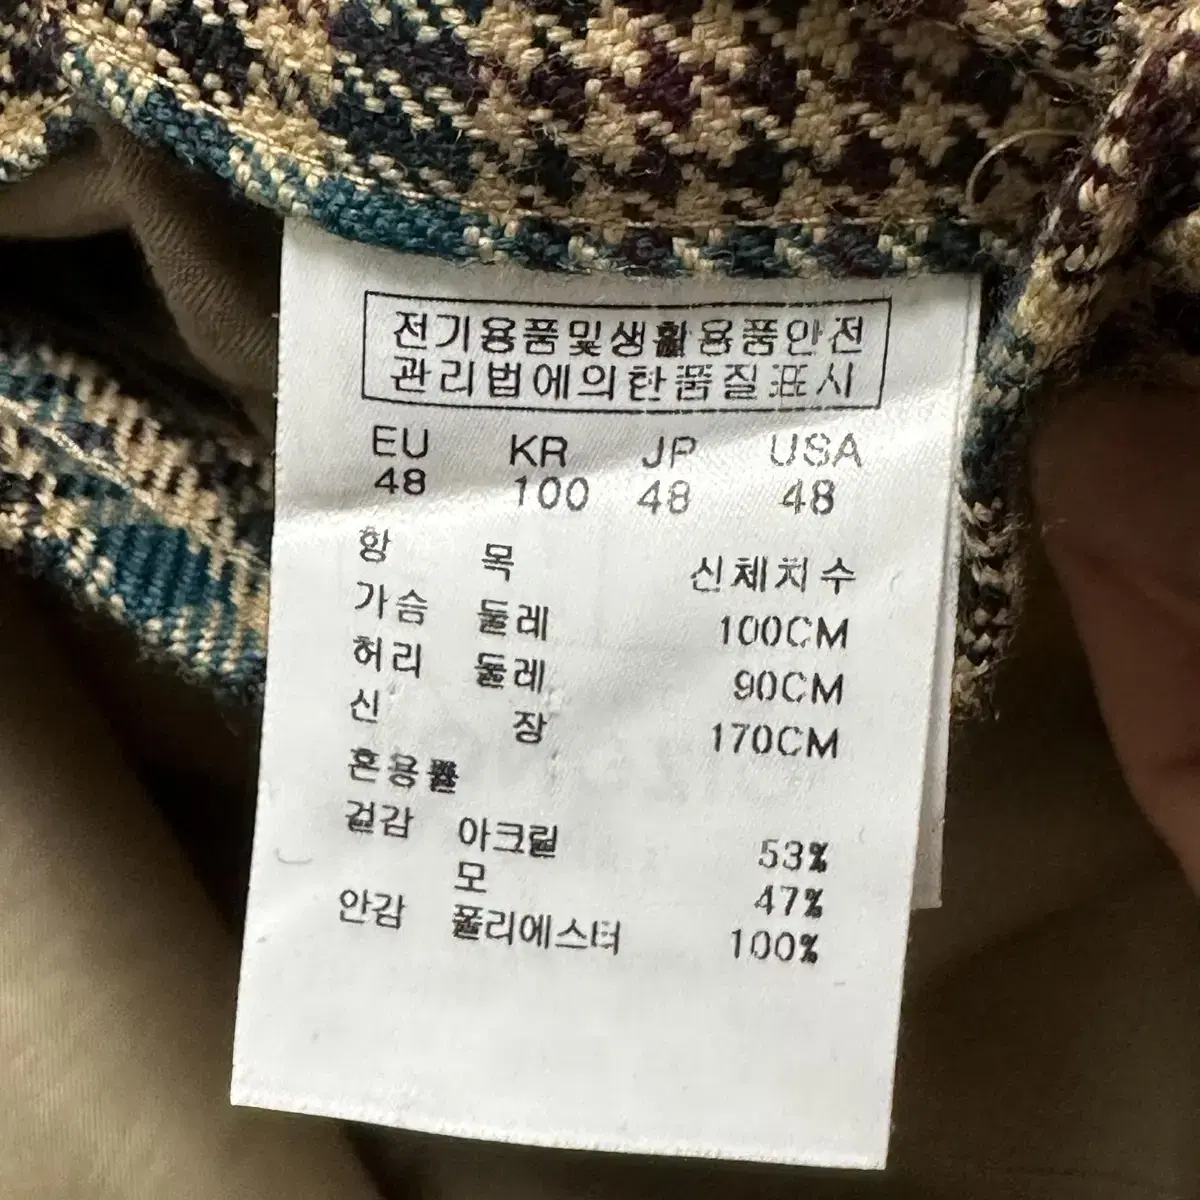 전기용품및생활용품안전
관리법에의한품질표시
EU KR JP USA
48 100 48 48
항 목 신체치수
가슴 둘레 100CM
허리 둘레 90CM
신 장 170CM
혼용률
겉감 아크릴 53%
모 47%
안감 폴리에스터 100%